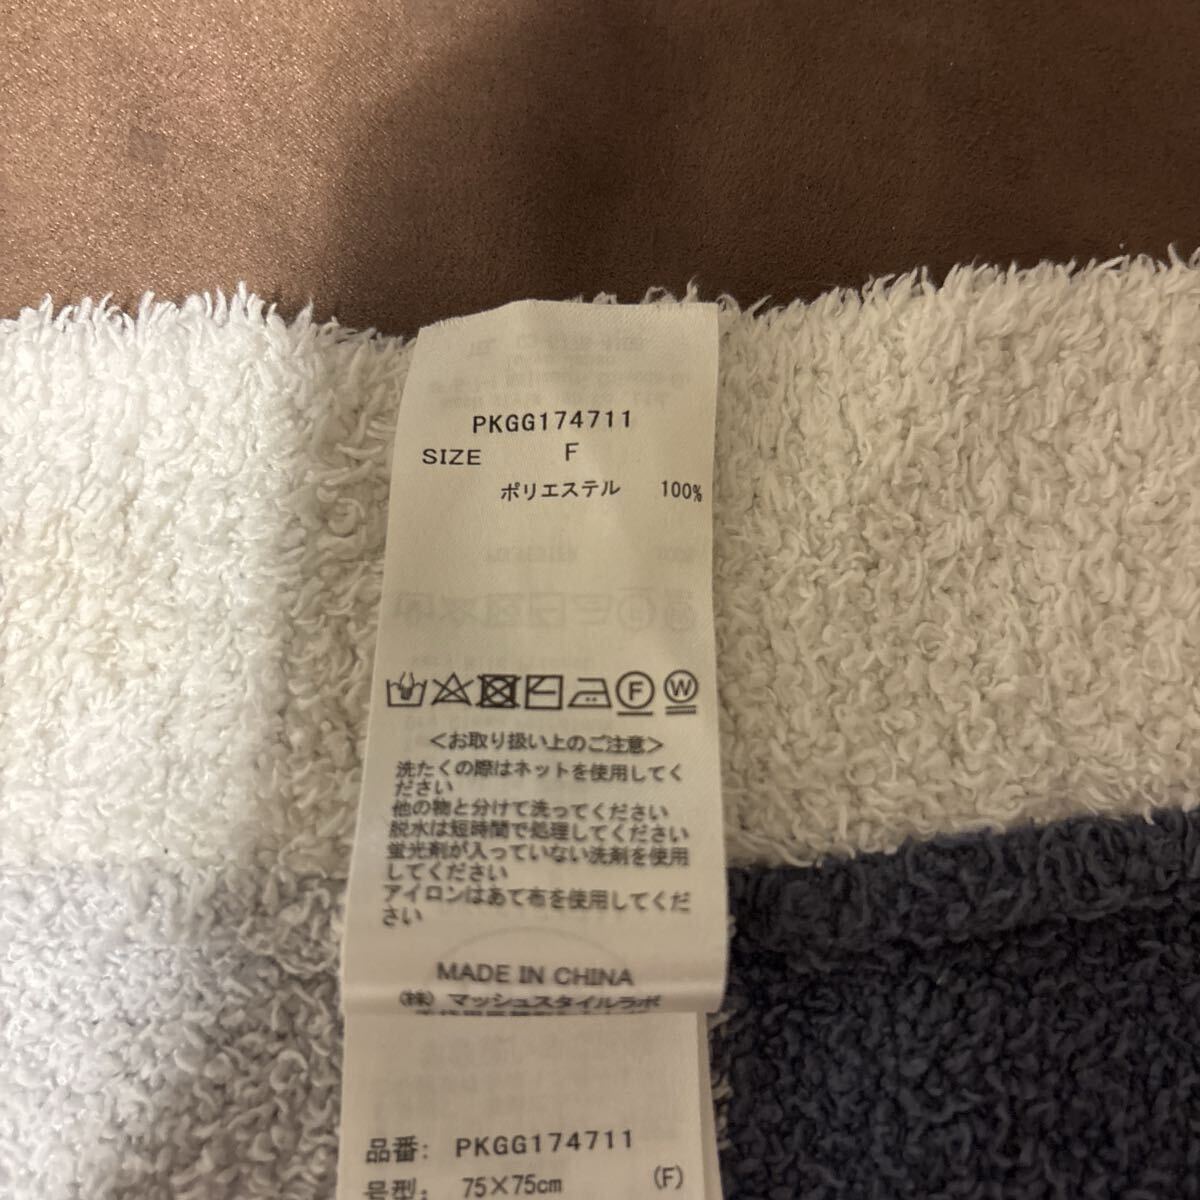 PKGG174711
SIZE F
ポリエステル 100%
F W
<お取り扱い上のご注意>
洗たくの際はネットを使用してく
ださい
他の物と分けて洗ってください
脱水は短時間で処理してください
蛍光剤が入っていない洗剤を使用
してください
アイロンはあて布を使用してくだ
さい
MADE IN CHINA
(株) マッシュスタイルラボ
品番: PKGG174711
号型: 75×75cm (F)